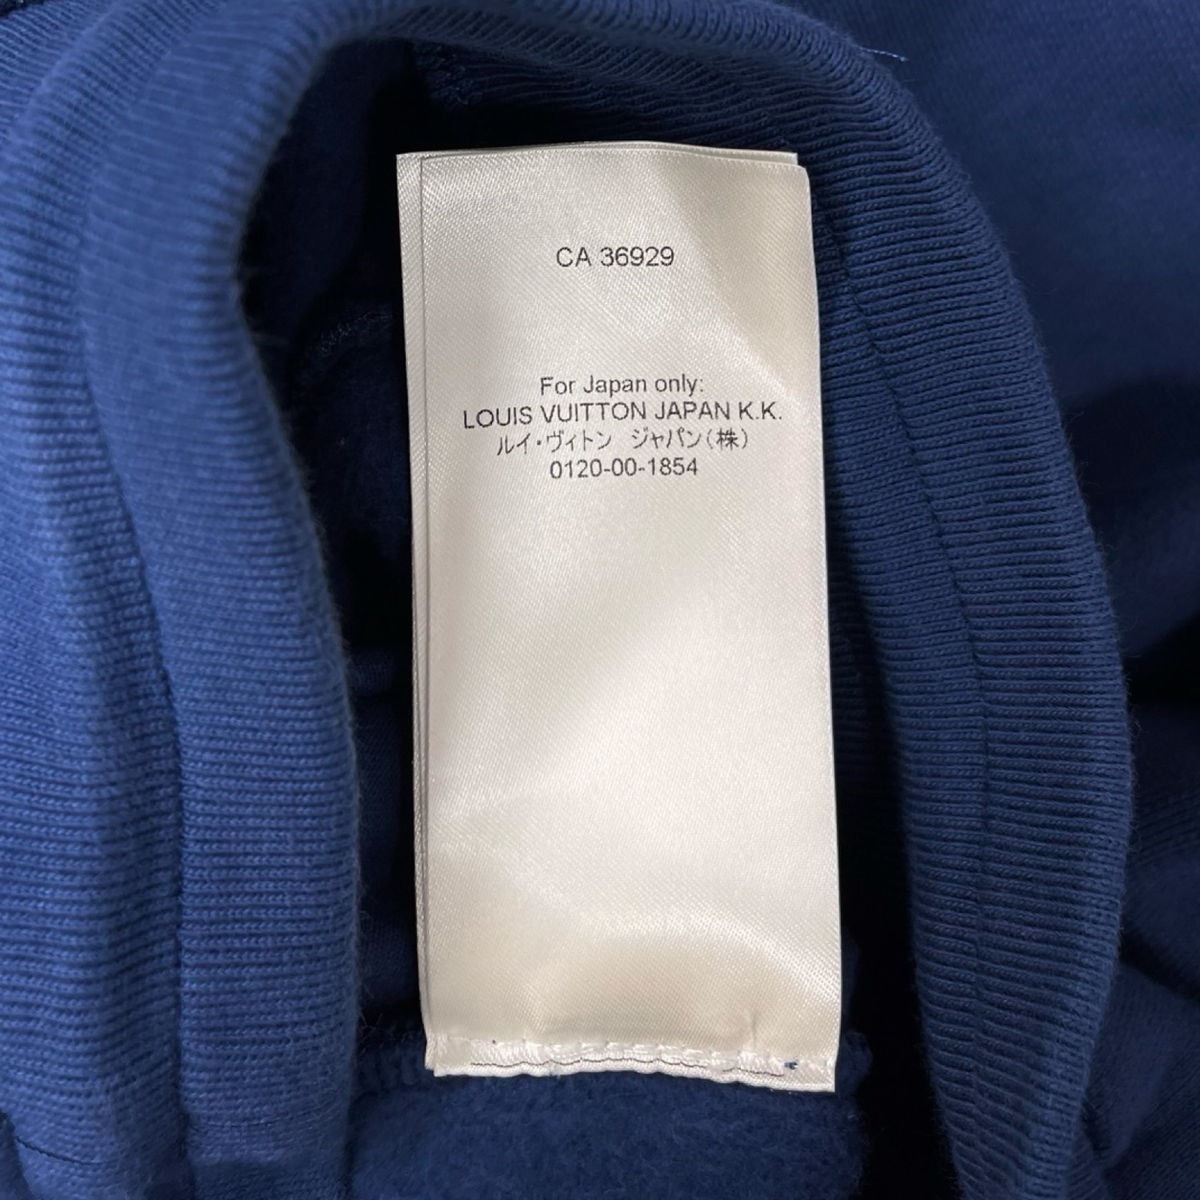 CA 36929
For Japan only:
LOUIS VUITTON JAPAN K.K.
ルイ・ヴィトン ジャパン(株)
0120-00-1854